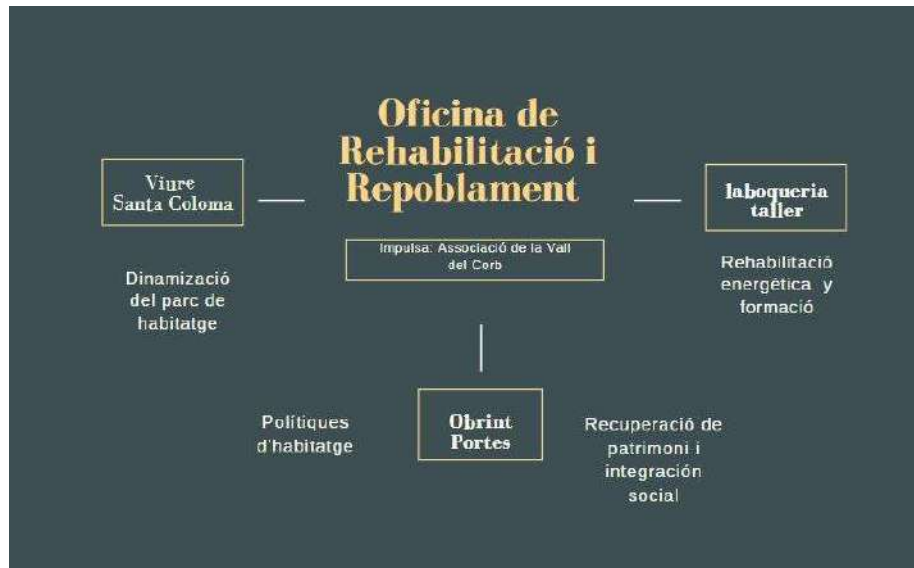 Oficina de
Rehabilitació i
Repoblament
Impulsa: Associació de la Vall
del Corb
Viure
Santa Coloma
Dinamizació
del parc de
habitatge
laboqueria
taller
Rehabilitació
energética y
formació
Polítiques
d'habitatge
Obrint
Portes
Recuperació de
patrimoni i
integración
social